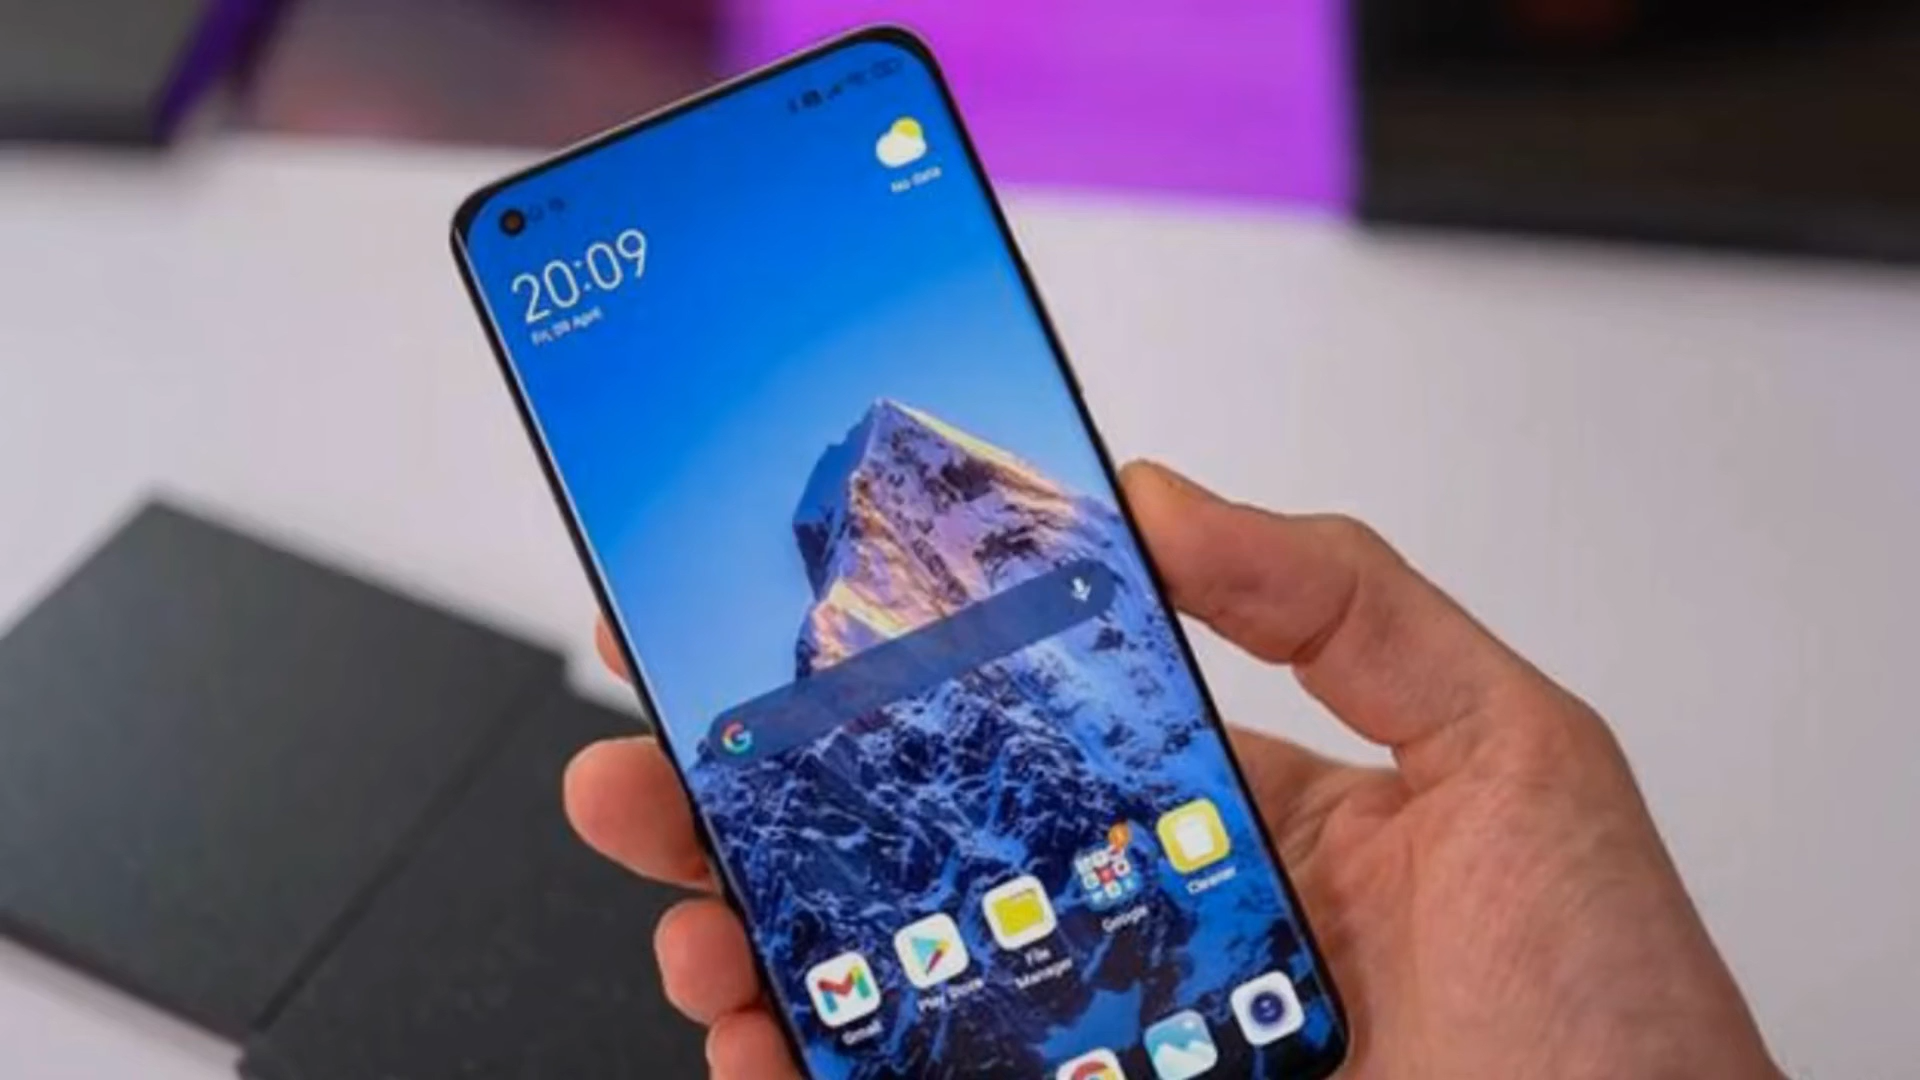 No data
20:09
Fri, 09 April
Cleaner
Google
File
Manager
Play Store
Gmail